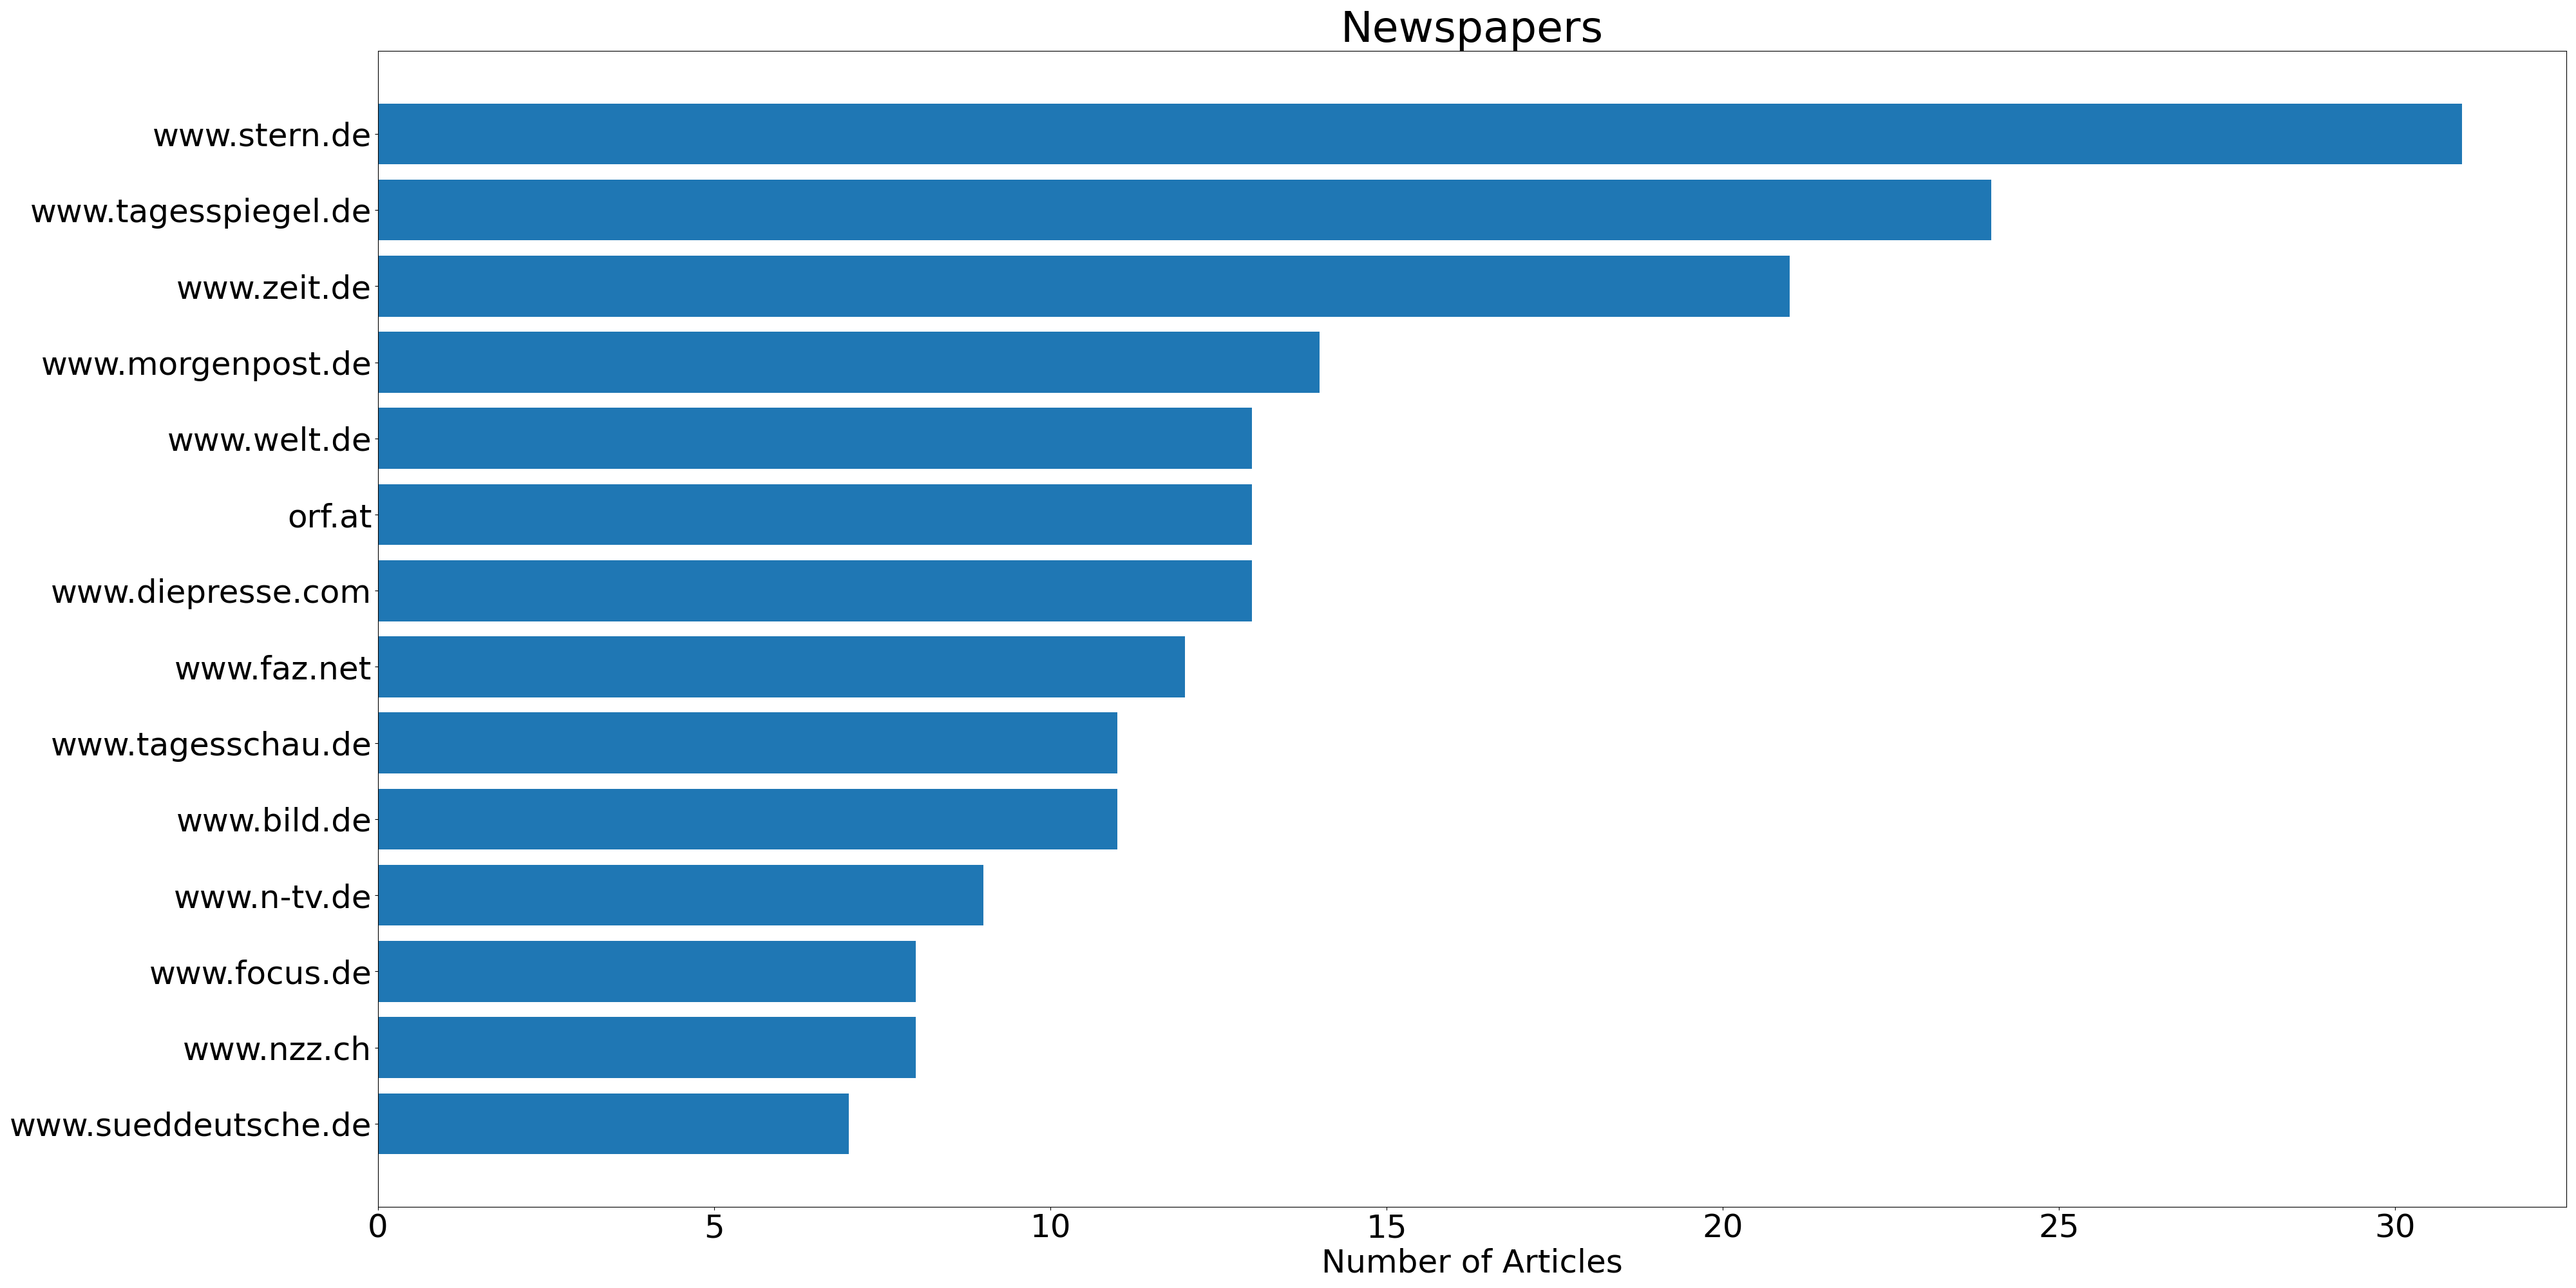 Newspapers
www.stern.de
www.tagesspiegel.de
www.zeit.de
www.morgenpost.de
www.welt.de
orf.at
www.diepresse.com
www.faz.net
www.tagesschau.de
www.bild.de
www.n-tv.de
www.focus.de
www.nzz.ch
www.sueddeutsche.de
0 5 10 15 20 25 30
Number of Articles